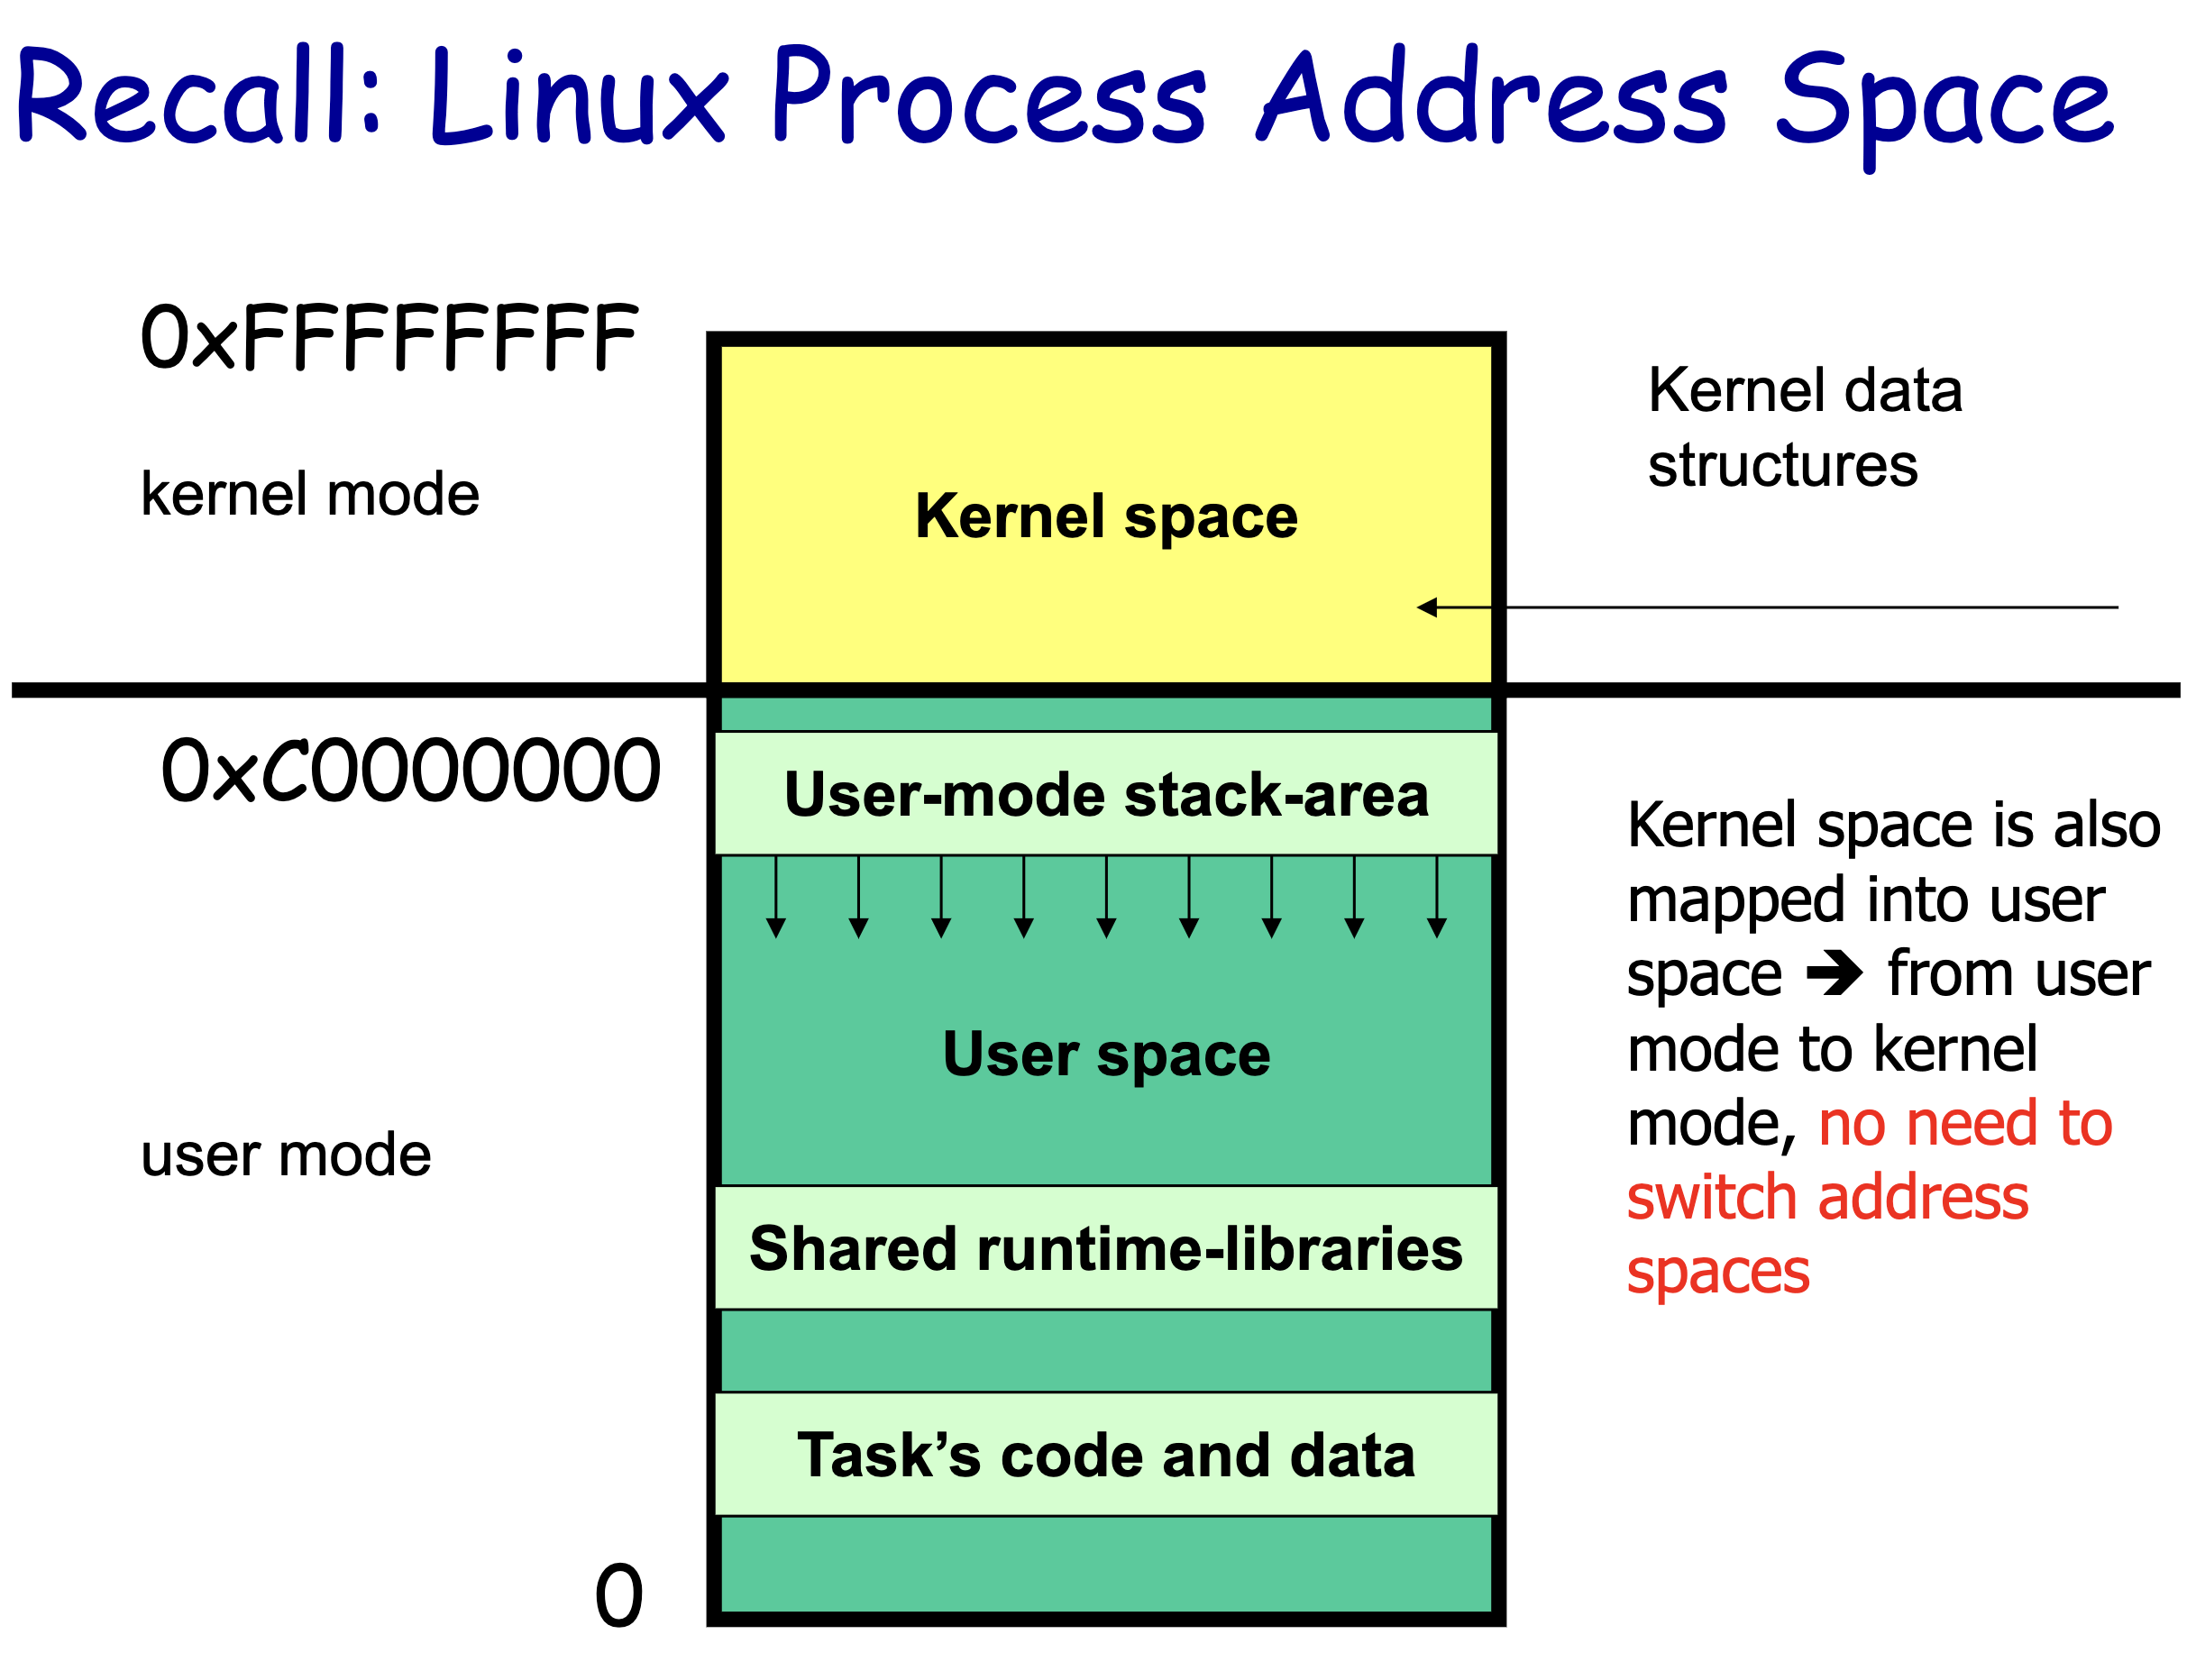 Recall: Linux Process Address Space
0xFFFFFFFF
kernel mode
Kernel space
Kernel data
structures
0xC0000000
User-mode stack-area
User space
user mode
Shared runtime-libraries
Task’s code and data
0
Kernel space is also
mapped into user
space ➔ from user
mode to kernel
mode, no need to
switch address
spaces